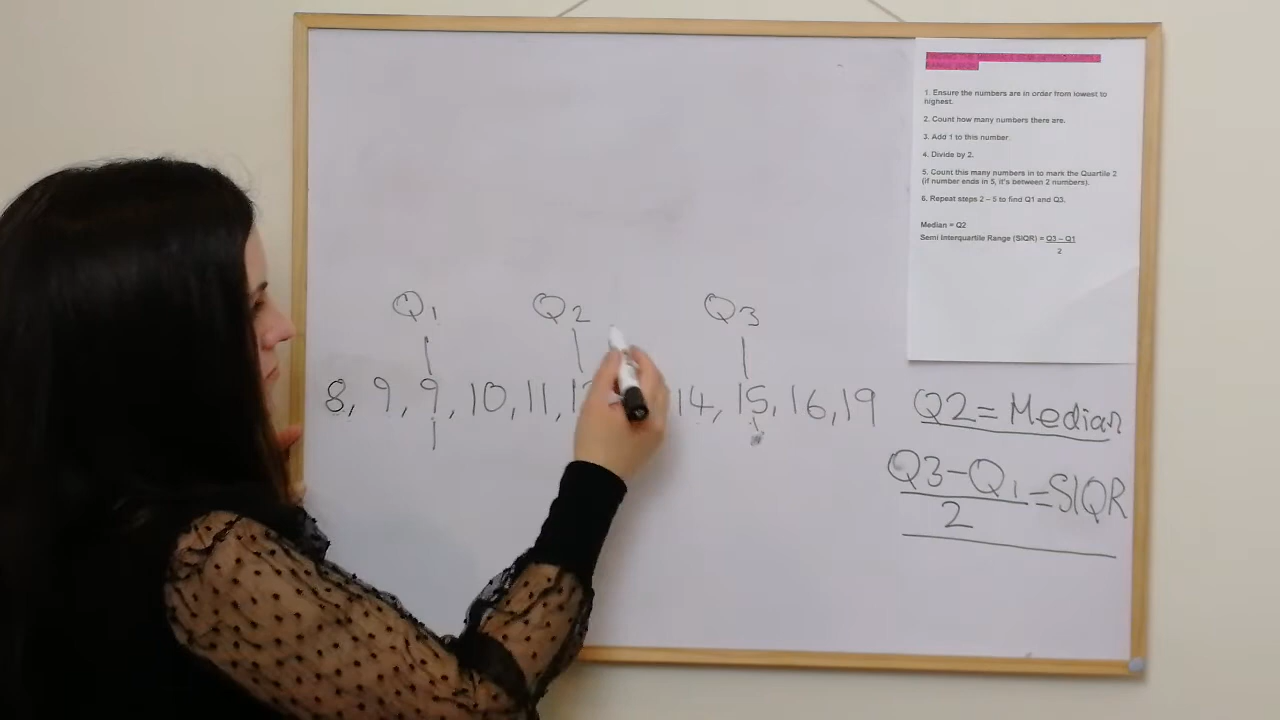 1. Ensure the numbers are in order from lowest to
highest.
2. Count how many numbers there are.
3. Add 1 to this number.
4. Divide by 2.
5. Count this many numbers in to mark the Quartile 2
(if number ends in 5, it's between 2 numbers).
6. Repeat steps 2 – 5 to find Q1 and Q3.
Median = Q2
Semi Interquartile Range (SIQR) = Q3 – Q1
2
Q1 Q2 Q3
8, 9, 9, 10, 11, 14, 15, 16, 19
Q2 = Median
Q3 – Q1 = SIQR
2